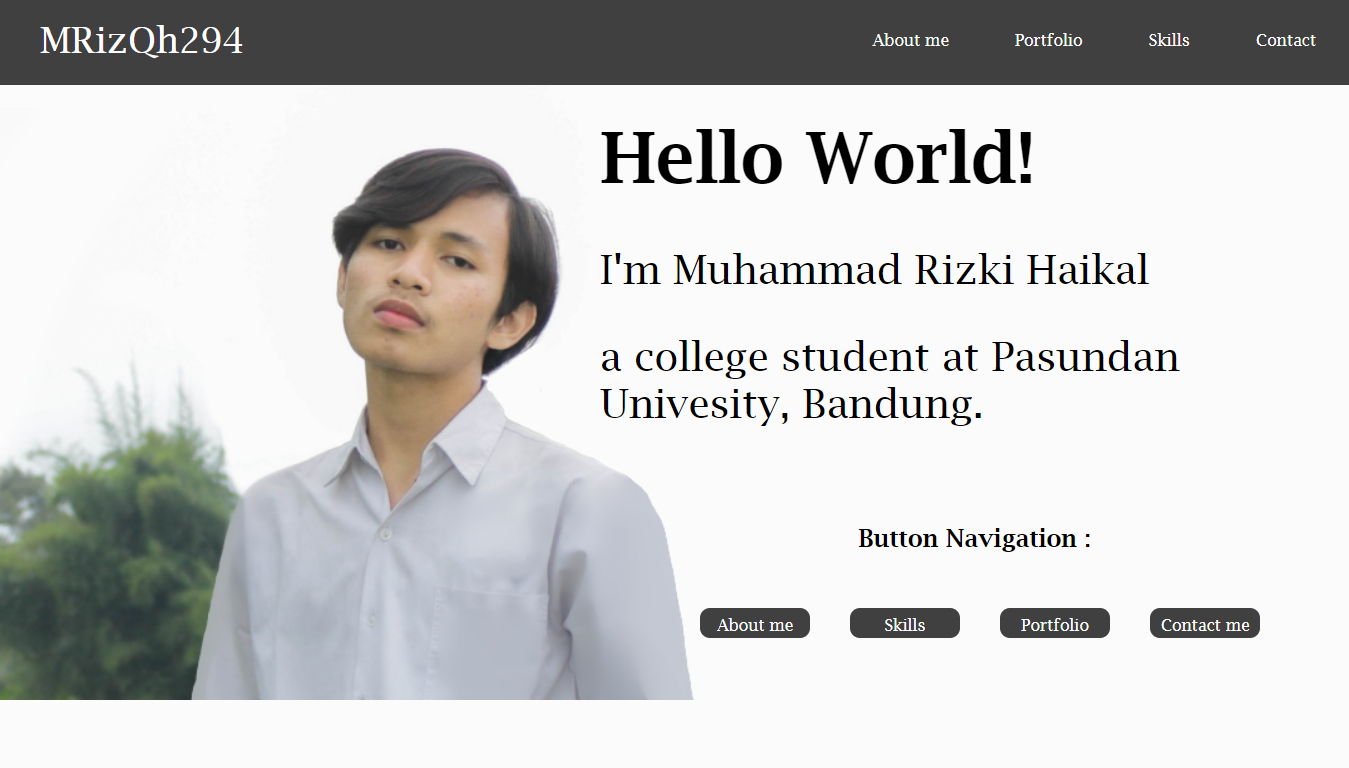 MRizQh294
About me Portfolio Skills Contact
Hello World!
I'm Muhammad Rizki Haikal
a college student at Pasundan
Univesity, Bandung.
Button Navigation :
About me Skills Portfolio Contact me